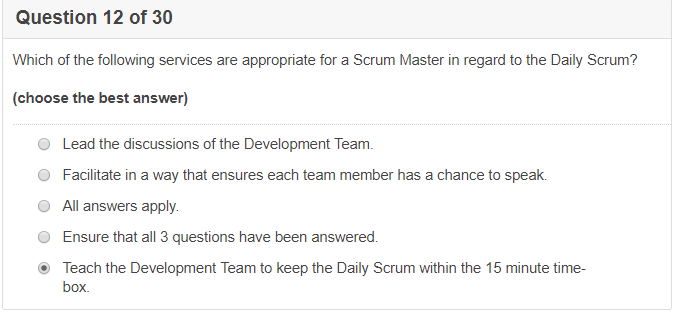 Question 12 of 30
Which of the following services are appropriate for a Scrum Master in regard to the Daily Scrum?
(choose the best answer)
Lead the discussions of the Development Team.
Facilitate in a way that ensures each team member has a chance to speak.
All answers apply.
Ensure that all 3 questions have been answered.
Teach the Development Team to keep the Daily Scrum within the 15 minute time-
box.